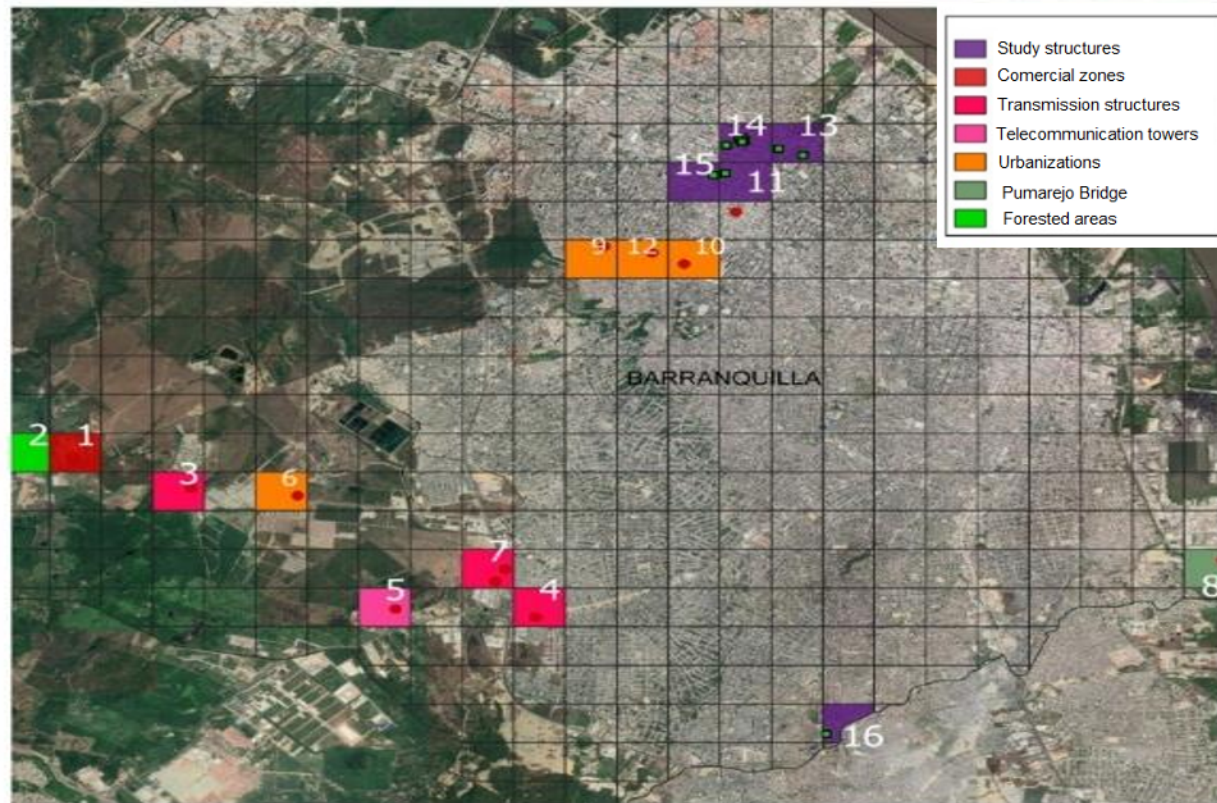 Study structures
Comercial zones
Transmission structures
Telecommunication towers
Urbanizations
Pumarejo Bridge
Forested areas
14
13
15
11
9
12
10
BARRANQUILLA
2
1
3
6
7
5
4
8
16